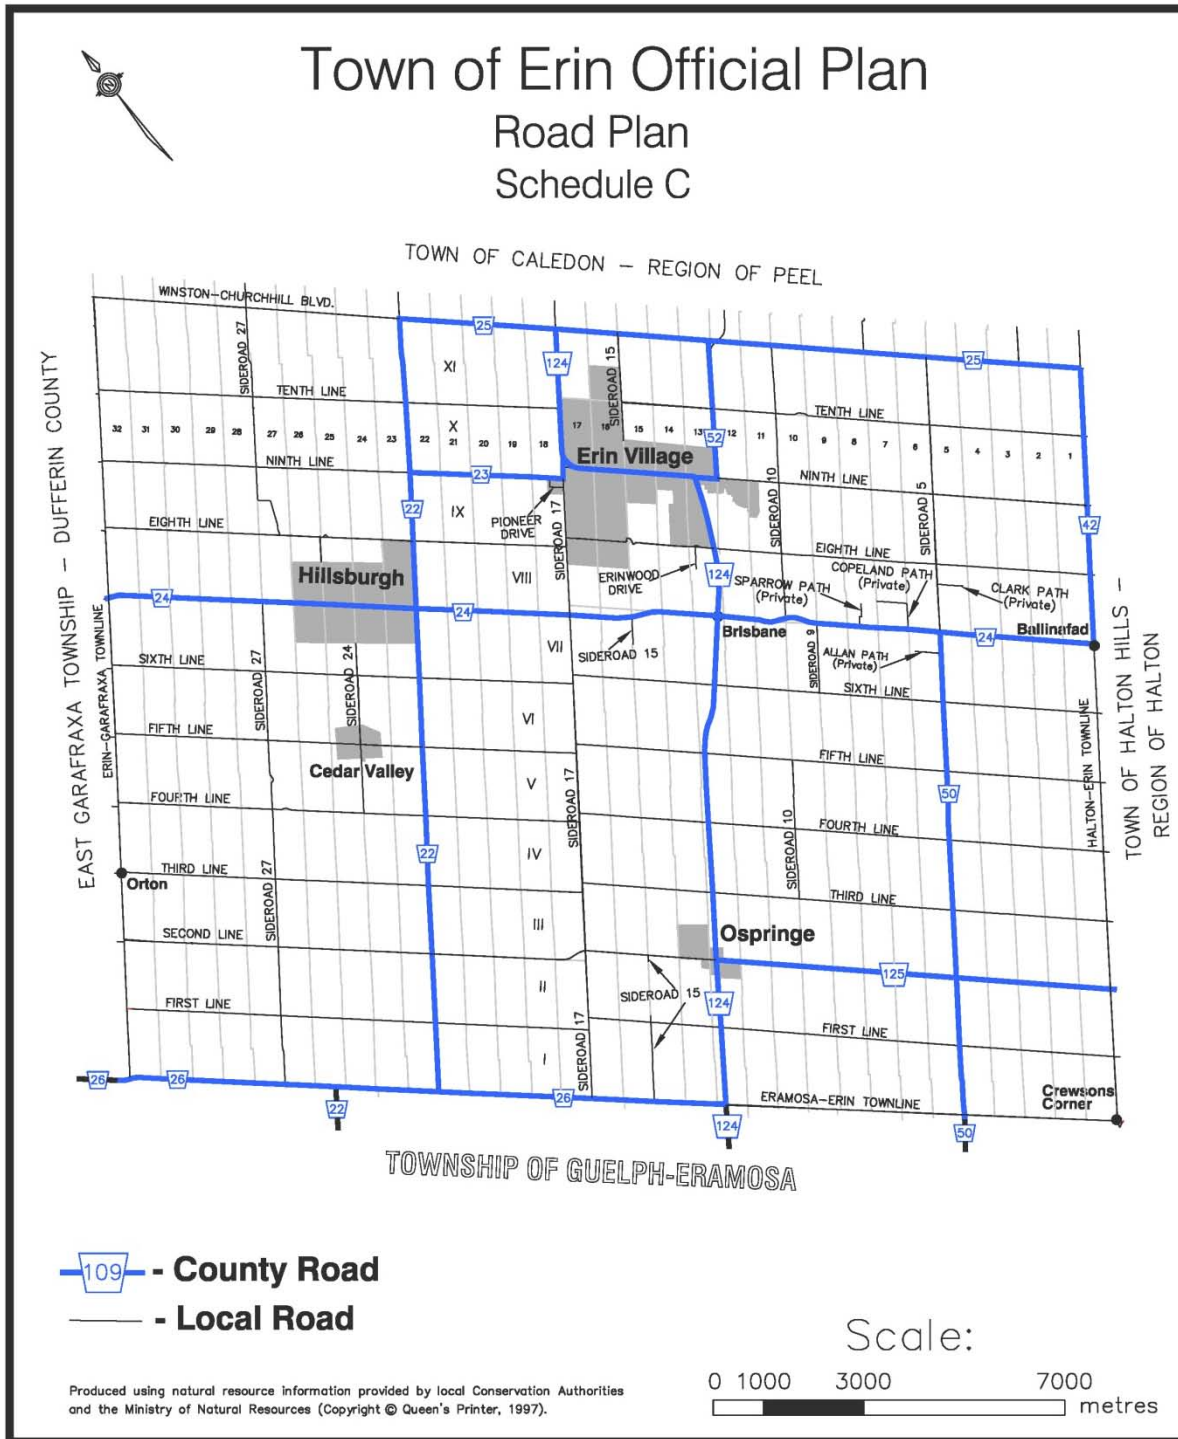 Town of Erin Official Plan
Road Plan
Schedule C
N
TOWN OF CALEDON – REGION OF PEEL
WINSTON-CHURCHHILL BLVD.
25
SIDEROAD 27
124
SIDEROAD 15
25
XI
TENTH LINE
TENTH LINE
X
32 31 30 29 28 27 26 25 24 23 22 21 20 19 18 17 16 15 14 13 12 11 10 9 8 7 6 5 4 3 2 1
52
Erin Village
NINTH LINE
23
NINTH LINE
SIDEROAD 10
SIDEROAD 5
22
IX
PIONEER
DRIVE
SIDEROAD 17
42
EIGHTH LINE
EIGHTH LINE
Hillsburgh
VIII
ERINWOOD
DRIVE
124
SPARROW PATH
(Private)
COPELAND PATH
(Private)
CLARK PATH
(Private)
24
24
Brisbane
24
Ballinafad
EAST GARAFRAXA TOWNSHIP – DUFFERIN COUNTY
ERIN-GARAFRAXA TOWNLINE
TOWN OF HALTON HILLS –
REGION OF HALTON
HALTON-ERIN TOWNLINE
VII
SIDEROAD 15
SIDEROAD 9
ALLAN PATH
(Private)
SIXTH LINE
SIDEROAD 27
SIDEROAD 24
SIXTH LINE
VI
FIFTH LINE
FIFTH LINE
Cedar Valley
V
SIDEROAD 17
50
FOURTH LINE
SIDEROAD 10
FOURTH LINE
22
IV
THIRD LINE
Orton
SIDEROAD 27
THIRD LINE
III
Ospringe
SECOND LINE
125
II
SIDEROAD 15
124
FIRST LINE
SIDEROAD 17
FIRST LINE
I
26
26
26
22
ERAMOSA-ERIN TOWNLINE
Crewsons
Corner
124
50
TOWNSHIP OF GUELPH-ERAMOSA
109 - County Road
- Local Road
Scale:
0 1000 3000 7000
metres
Produced using natural resource information provided by local Conservation Authorities
and the Ministry of Natural Resources (Copyright © Queen's Printer, 1997).